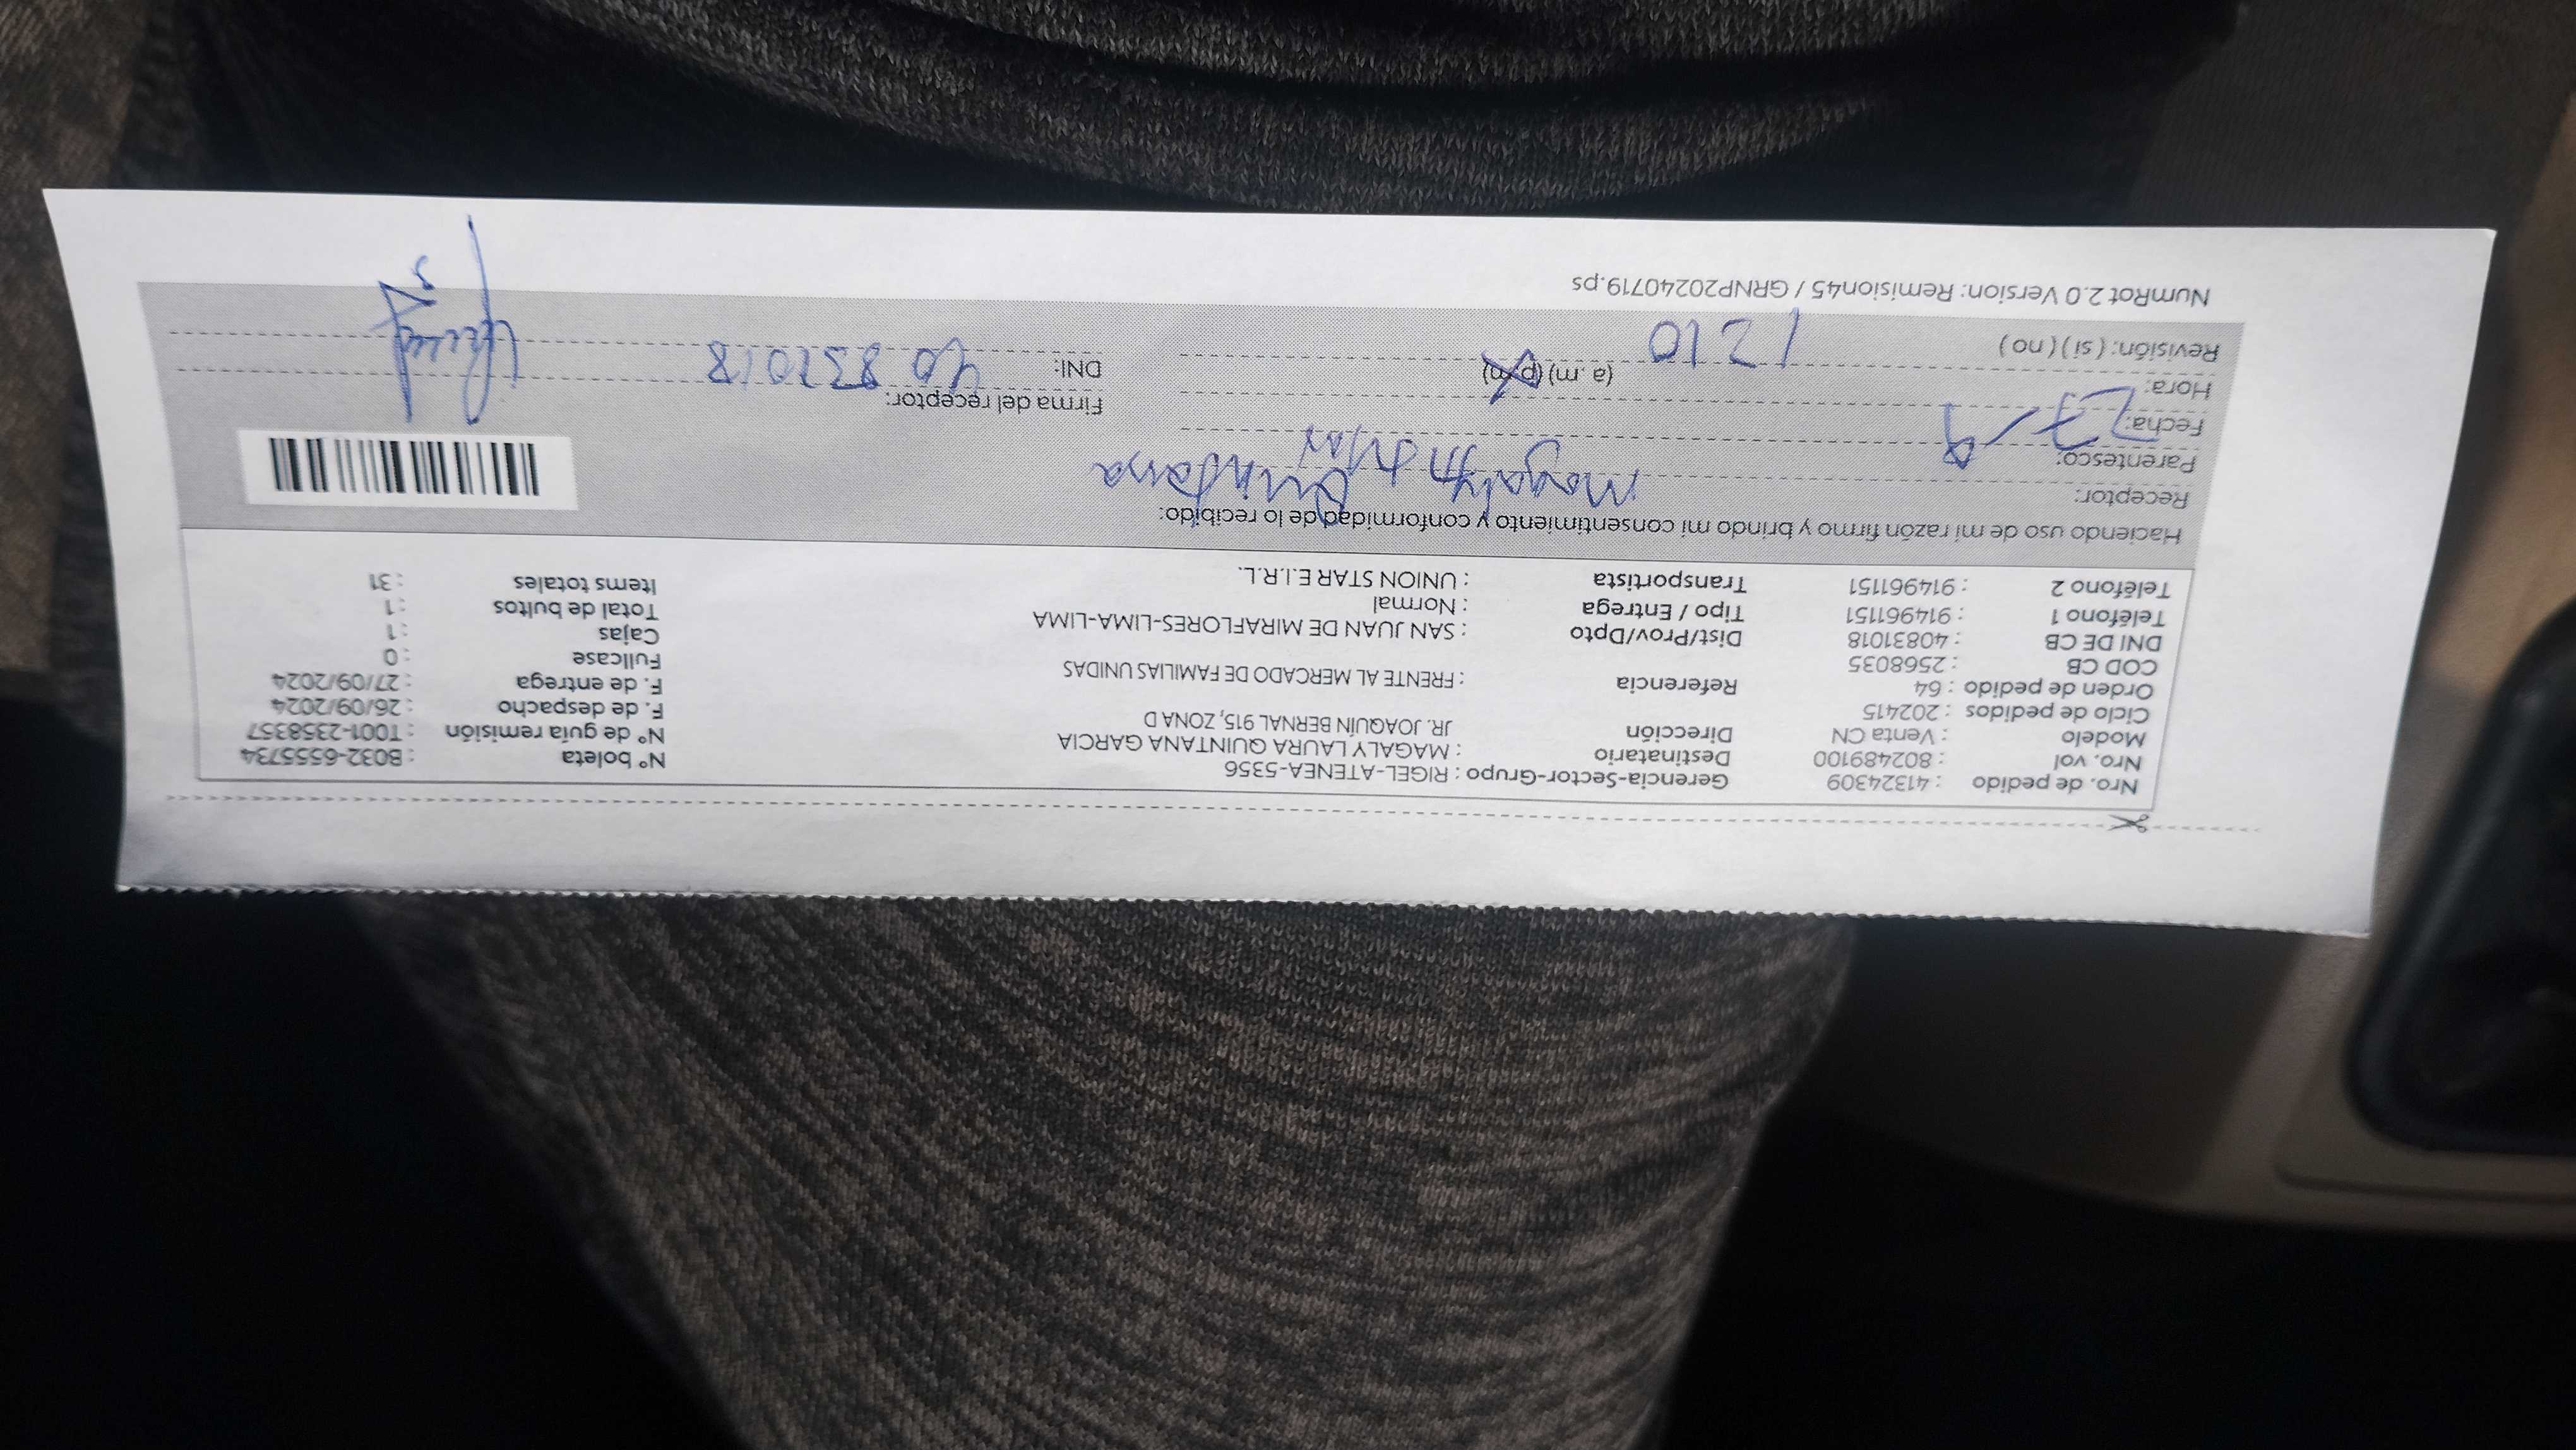 Nro. de pedido : 41324309 Gerencia-Sector-Grupo : RIGEL-ATENEA-5356 N° boleta : B032-6555734
Nro. vol : 802489100 Destinatario : MAGALY LAURA QUINTANA GARCIA N° de guía remisión : T001-2358357
Modelo : Venta CN Dirección JR. JOAQUÍN BERNAL 915, ZONA D F. de despacho : 26/09/2024
Ciclo de pedidos : 202415 F. de entrega : 27/09/2024
Orden de pedido : 64 Referencia : FRENTE AL MERCADO DE FAMILIAS UNIDAS Fullcase : 0
COD CB : 2568035 Cajas : 1
DNI DE CB : 40831018 Dist/Prov/Dpto : SAN JUAN DE MIRAFLORES-LIMA-LIMA Total de bultos : 1
Teléfono 1 : 914961151 Tipo / Entrega : Normal Items totales : 31
Teléfono 2 : 914961151 Transportista : UNION STAR E.I.R.L.
Haciendo uso de mi razón firmo y brindo mi consentimiento y conformidad de lo recibido:
Receptor: Magaly Quintana
Parentesco:
Fecha: 27-9
Hora: 1210 (a .m) (p.m) Firma del receptor:
Revisión: ( si ) ( no ) DNI: 40831018
NumRot 2.0 Version: Remision45 / GRNP20240719.ps